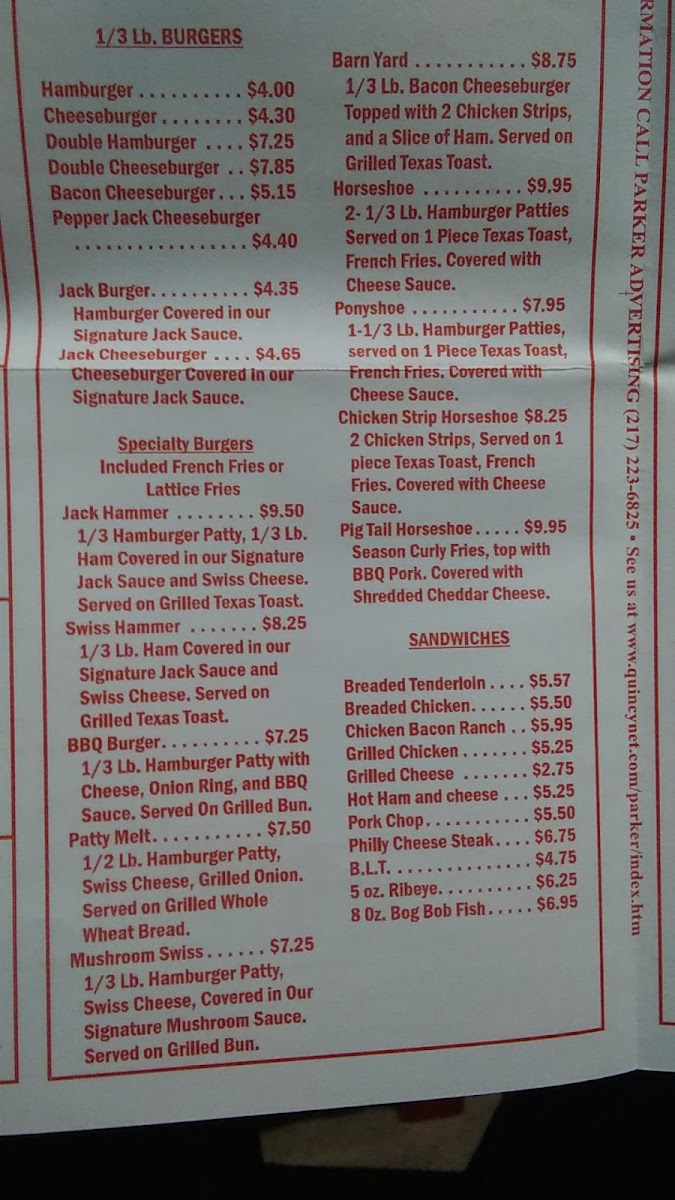 1/3 Lb. BURGERS
Hamburger . . . . . . . . . . $4.00
Cheeseburger . . . . . . . . $4.30
Double Hamburger . . . . $7.25
Double Cheeseburger . . $7.85
Bacon Cheeseburger. . . $5.15
Pepper Jack Cheeseburger
. . . . . . . . . . . . . . . . . $4.40
Jack Burger. . . . . . . . . . $4.35
Hamburger Covered in our
Signature Jack Sauce.
Jack Cheeseburger . . . . $4.65
Cheeseburger Covered in our
Signature Jack Sauce.
Specialty Burgers
Included French Fries or
Lattice Fries
Jack Hammer . . . . . . . . $9.50
1/3 Hamburger Patty, 1/3 Lb.
Ham Covered in our Signature
Jack Sauce and Swiss Cheese.
Served on Grilled Texas Toast.
Swiss Hammer . . . . . . . $8.25
1/3 Lb. Ham Covered in our
Signature Jack Sauce and
Swiss Cheese. Served on
Grilled Texas Toast.
BBQ Burger. . . . . . . . . . $7.25
1/3 Lb. Hamburger Patty with
Cheese, Onion Ring, and BBQ
Sauce. Served On Grilled Bun.
Patty Melt. . . . . . . . . . . $7.50
1/2 Lb. Hamburger Patty,
Swiss Cheese, Grilled Onion.
Served on Grilled Whole
Wheat Bread.
Mushroom Swiss . . . . . . $7.25
1/3 Lb. Hamburger Patty,
Swiss Cheese, Covered in Our
Signature Mushroom Sauce.
Served on Grilled Bun.
Barn Yard . . . . . . . . . . . $8.75
1/3 Lb. Bacon Cheeseburger
Topped with 2 Chicken Strips,
and a Slice of Ham. Served on
Grilled Texas Toast.
Horseshoe . . . . . . . . . . $9.95
2- 1/3 Lb. Hamburger Patties
Served on 1 Piece Texas Toast,
French Fries. Covered with
Cheese Sauce.
Ponyshoe . . . . . . . . . . . $7.95
1-1/3 Lb. Hamburger Patties,
served on 1 Piece Texas Toast,
French Fries. Covered with
Cheese Sauce.
Chicken Strip Horseshoe $8.25
2 Chicken Strips, Served on 1
piece Texas Toast, French
Fries. Covered with Cheese
Sauce.
Pig Tail Horseshoe . . . . . $9.95
Season Curly Fries, top with
BBQ Pork. Covered with
Shredded Cheddar Cheese.
SANDWICHES
Breaded Tenderloin . . . . $5.57
Breaded Chicken. . . . . . $5.50
Chicken Bacon Ranch . . $5.95
Grilled Chicken . . . . . . . $5.25
Grilled Cheese . . . . . . . $2.75
Hot Ham and cheese . . . $5.25
Pork Chop. . . . . . . . . . . $5.50
Philly Cheese Steak. . . . $6.75
B.L.T. . . . . . . . . . . . . . . $4.75
5 oz. Ribeye. . . . . . . . . . $6.25
8 Oz. Bog Bob Fish . . . . . $6.95
RMATION CALL PARKER ADVERTISING (217) 223-6825 • See us at www.quincynet.com/parker/index.htm